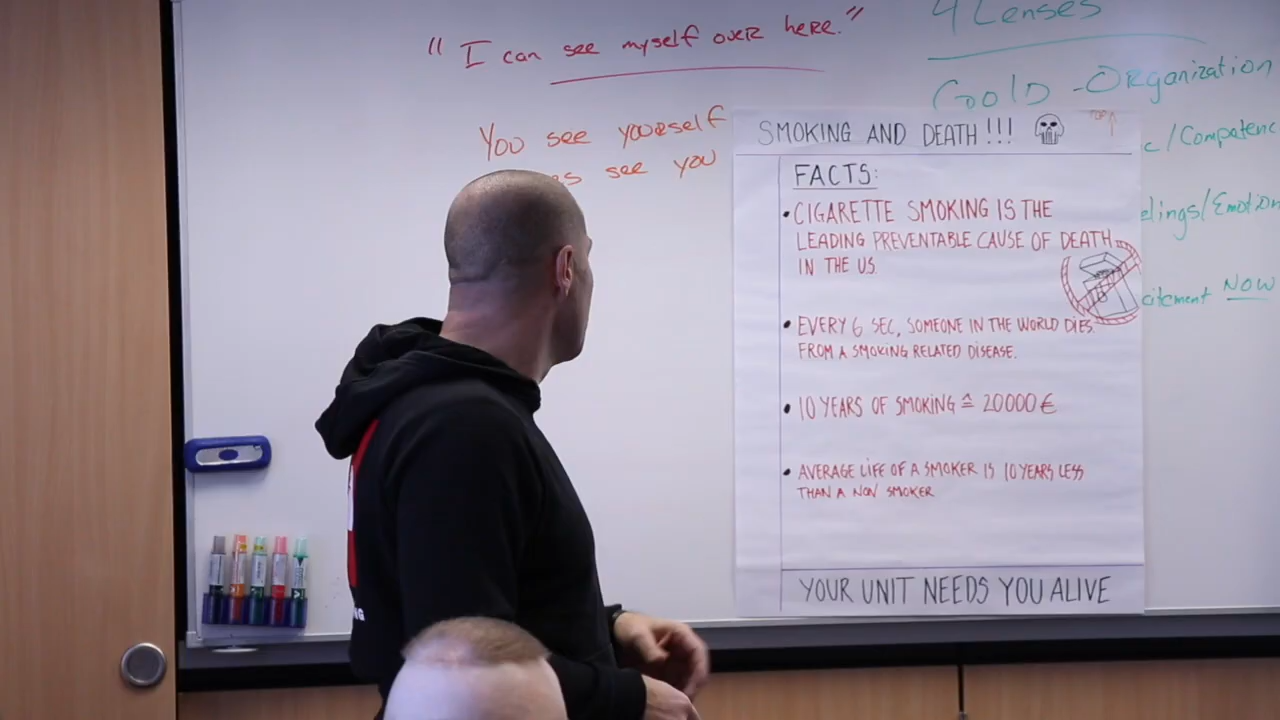 " I can see myself over here."
You see yourself
see you
4 Lenses
Gold - Organization
c/Competenc
elings/Emotion
citement NOW
SMOKING AND DEATH!!!
FACTS:
• CIGARETTE SMOKING IS THE
LEADING PREVENTABLE CAUSE OF DEATH
IN THE US.
• EVERY 6 SEC, SOMEONE IN THE WORLD DIES
FROM A SMOKING RELATED DISEASE.
• 10 YEARS OF SMOKING ≙ 20000 €
• AVERAGE LIFE OF A SMOKER IS 10 YEARS LESS
THAN A NON SMOKER
YOUR UNIT NEEDS YOU ALIVE
NG